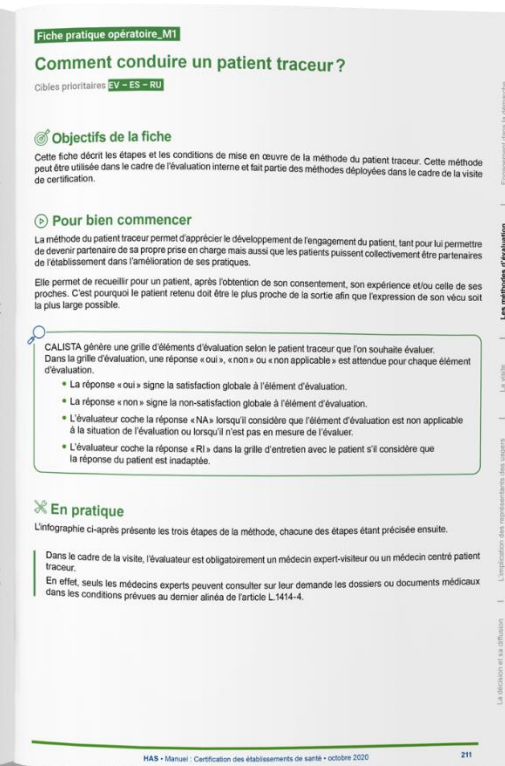 Fiche pratique opératoire_M1
Comment conduire un patient traceur ?
Cibles prioritaires EV – ES – RU
Objectifs de la fiche
Cette fiche décrit les étapes et les conditions de mise en œuvre de la méthode du patient traceur. Cette méthode
peut être utilisée dans le cadre de l'évaluation interne et fait partie des méthodes déployées dans le cadre de la visite
de certification.
Pour bien commencer
La méthode du patient traceur permet d'apprécier le développement de l'engagement du patient, tant pour lui permettre
de devenir partenaire de sa propre prise en charge mais aussi que les patients puissent collectivement être partenaires
de l'établissement dans l'amélioration de ses pratiques.
Elle permet de recueillir pour un patient, après l'obtention de son consentement, son expérience et/ou celle de ses
proches. C'est pourquoi le patient retenu doit être le plus proche de la sortie afin que l'expression de son vécu soit
la plus large possible.
CALISTA génère une grille d'éléments d'évaluation selon le patient traceur que l'on souhaite évaluer.
Dans la grille d'évaluation, une réponse « oui », « non » ou « non applicable » est attendue pour chaque élément
d'évaluation.
• La réponse « oui » signe la satisfaction globale à l'élément d'évaluation.
• La réponse « non » signe la non-satisfaction globale à l'élément d'évaluation.
• L'évaluateur coche la réponse « NA » lorsqu'il considère que l'élément d'évaluation est non applicable
à la situation de l'évaluation ou lorsqu'il n'est pas en mesure de l'évaluer.
• L'évaluateur coche la réponse « RI » dans la grille d'entretien avec le patient s'il considère que
la réponse du patient est inadaptée.
En pratique
L'infographie ci-après présente les trois étapes de la méthode, chacune des étapes étant précisée ensuite.
Dans le cadre de la visite, l'évaluateur est obligatoirement un médecin expert-visiteur ou un médecin centré patient
traceur.
En effet, seuls les médecins experts peuvent consulter sur leur demande les dossiers ou documents médicaux
dans les conditions prévues au dernier alinéa de l'article L.1414-4.
HAS • Manuel : Certification des établissements de santé • octobre 2020
211
Engagement dans la démarche
Les méthodes d'évaluation
La visite
L'implication des représentants des usagers
La décision et sa diffusion